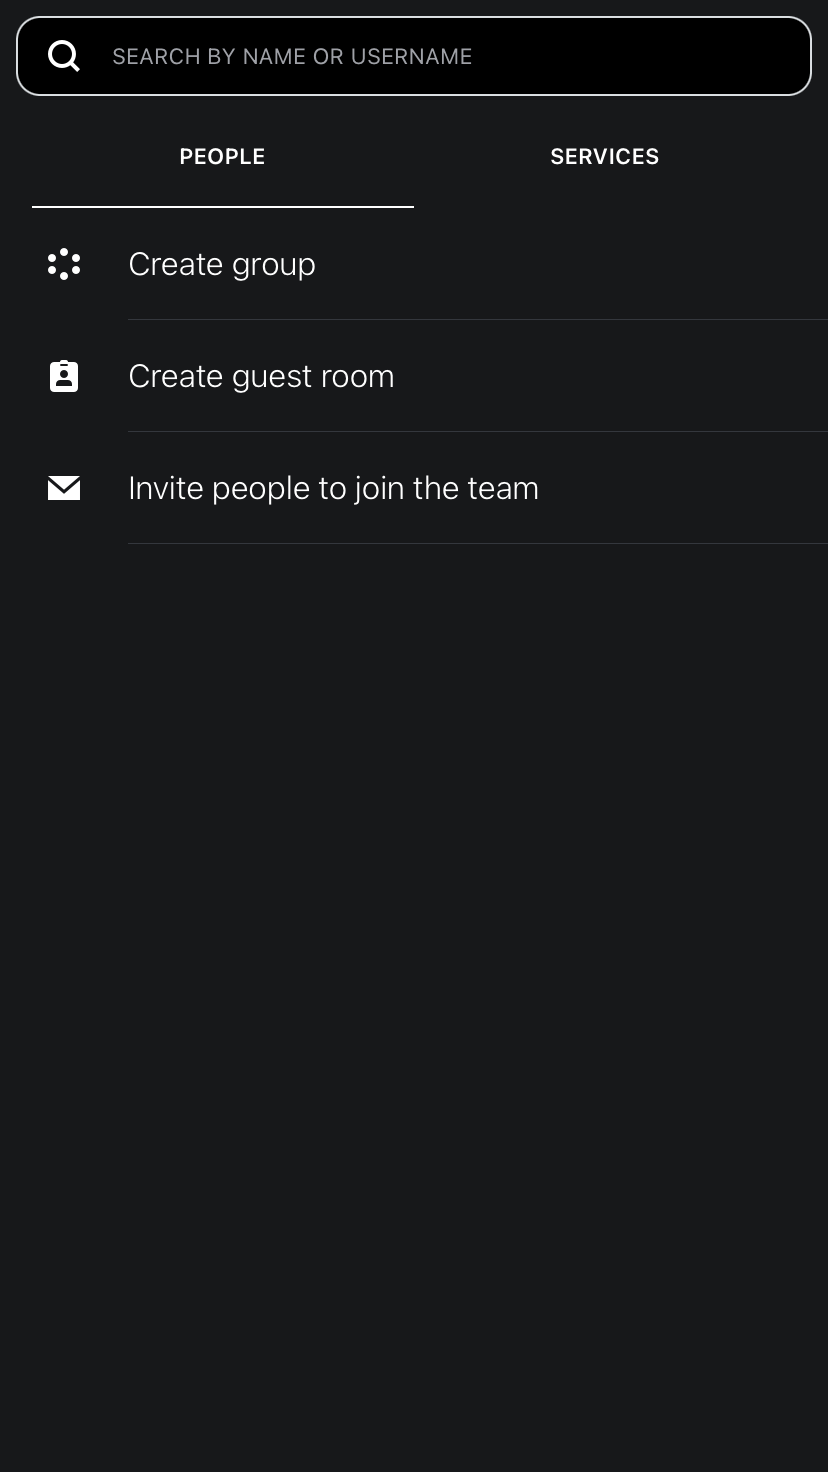 SEARCH BY NAME OR USERNAME
PEOPLE
SERVICES
Create group
Create guest room
Invite people to join the team